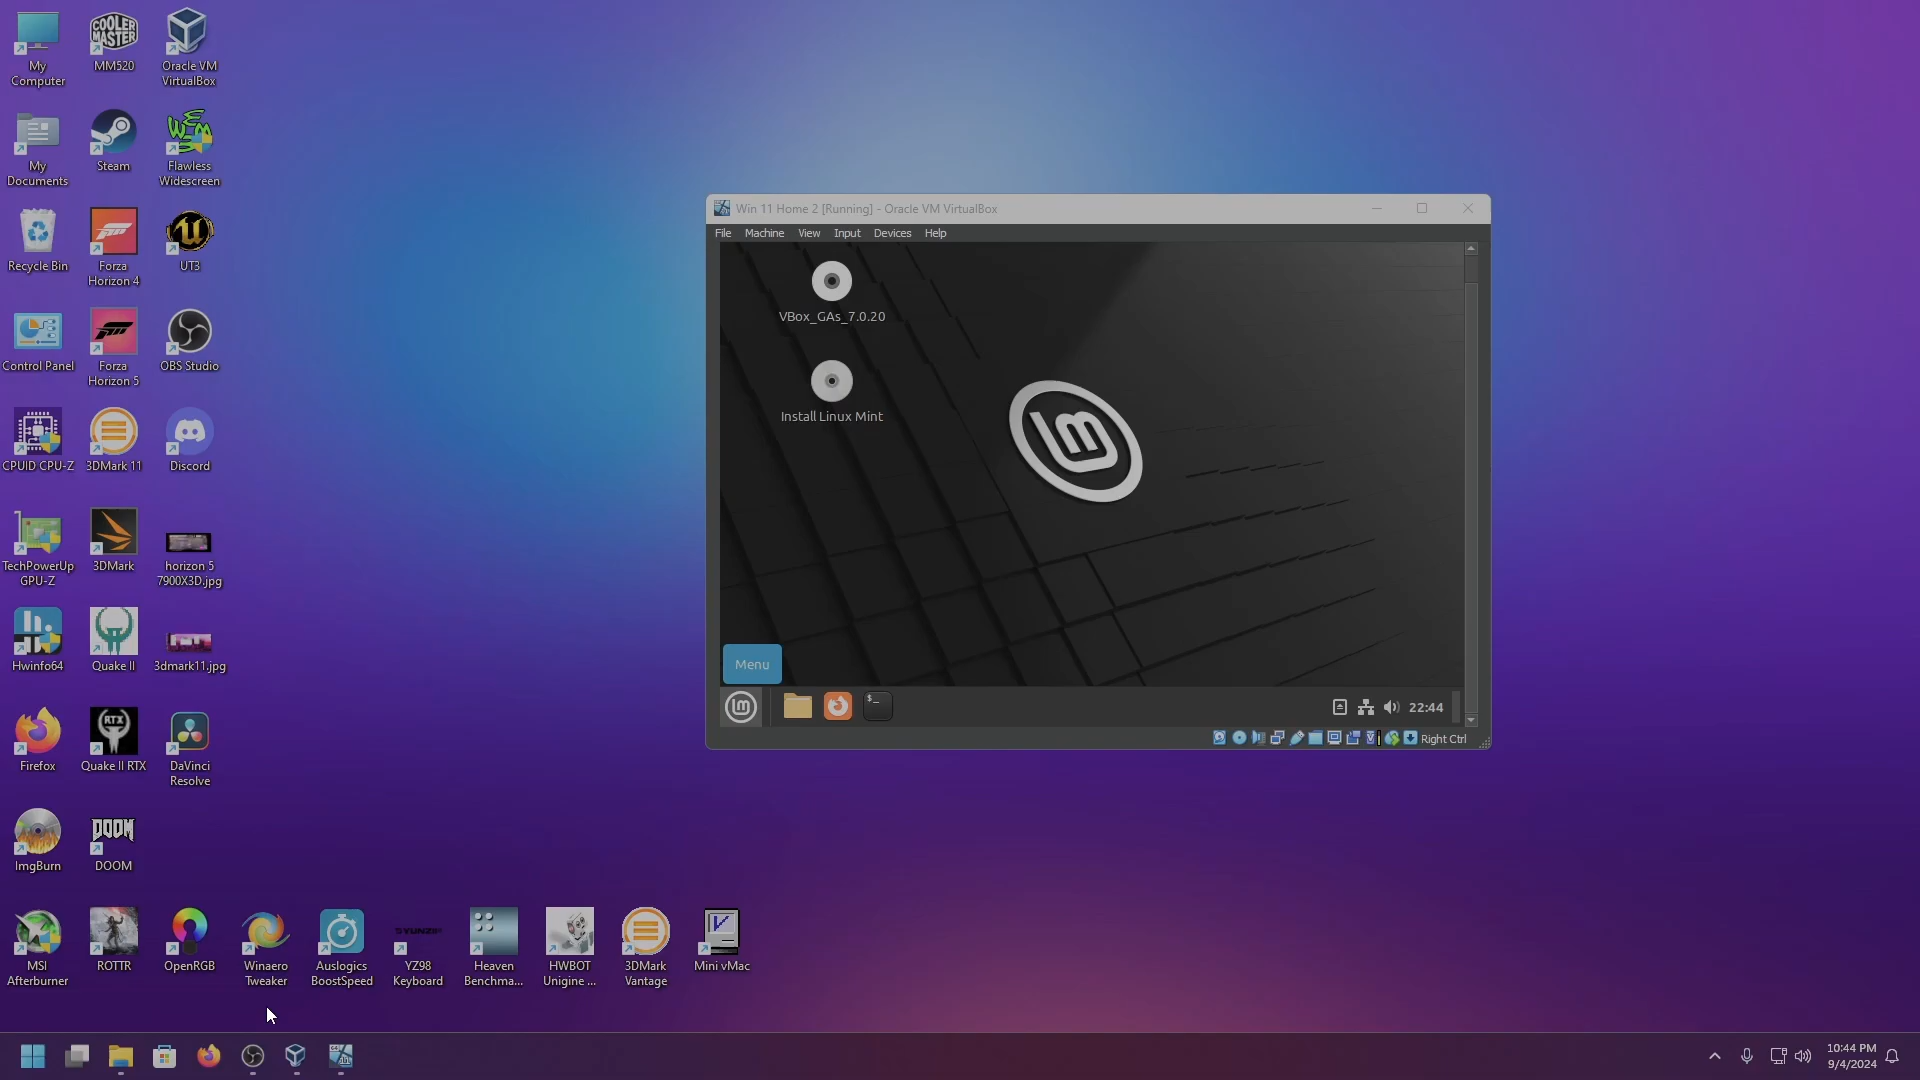 My
Computer
MM520
Oracle VM
VirtualBox
My
Documents
Steam
Flawless
Widescreen
Recycle Bin
Forza
Horizon 4
UT3
Control Panel
Forza
Horizon 5
OBS Studio
CPUID CPU-Z
3DMark 11
Discord
TechPowerUp
GPU-Z
3DMark
horizon 5
7900X3D.jpg
Hwinfo64
Quake II
3dmark11.jpg
Firefox
Quake II RTX
DaVinci
Resolve
ImgBurn
DOOM
MSI
Afterburner
ROTTR
OpenRGB
Winaero
Tweaker
Auslogics
BoostSpeed
YZ98
Keyboard
Heaven
Benchma...
HWBOT
Unigine ...
3DMark
Vantage
Mini vMac
COOLER
MASTER
RTX
DOOM
Win 11 Home 2 [Running] - Oracle VM VirtualBox
File Machine View Input Devices Help
VBox_GAs_7.0.20
Install Linux Mint
Menu
$_
22:44
Right Ctrl
10:44 PM
9/4/2024